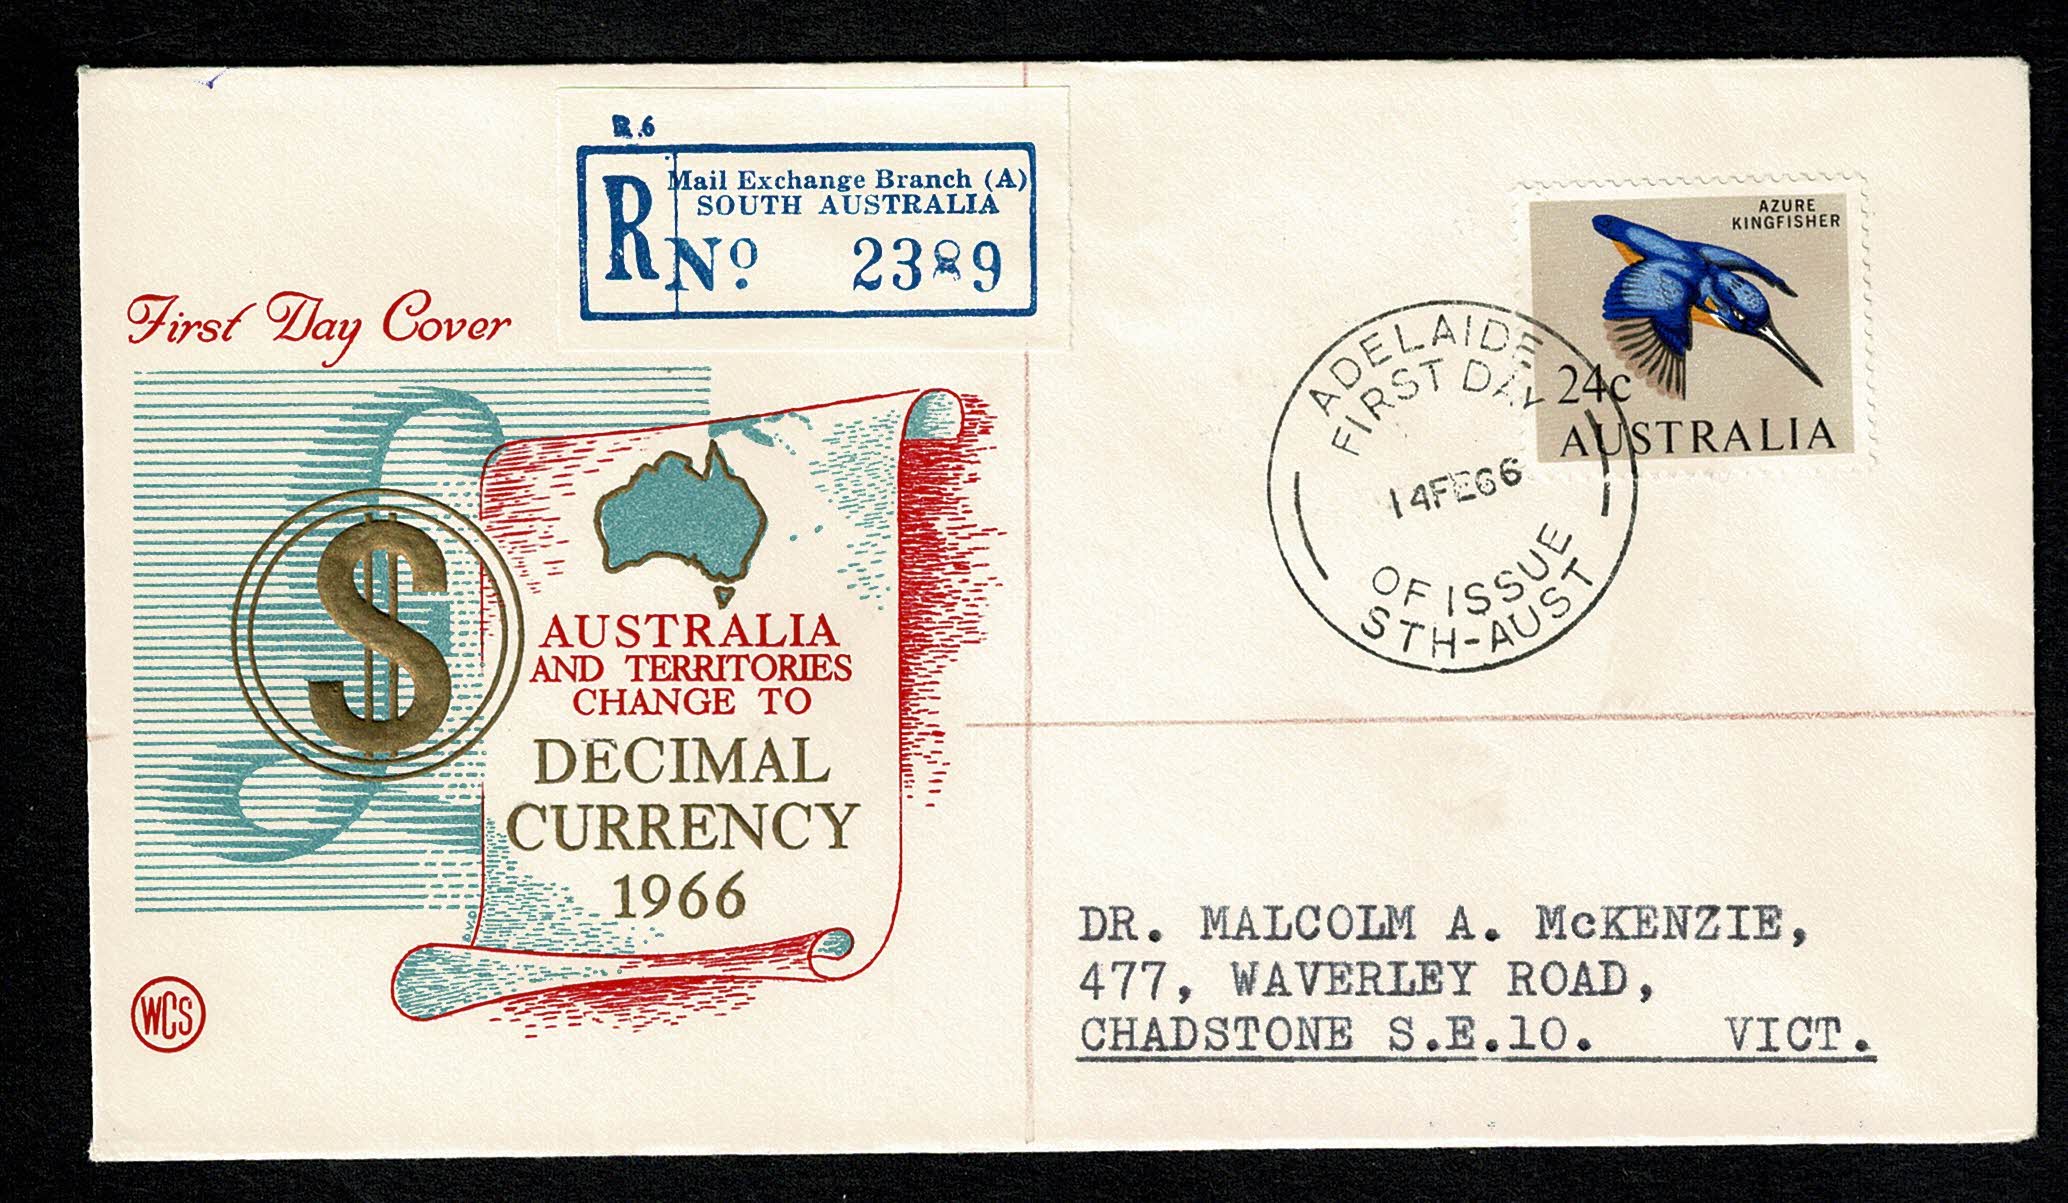 R.6
R Mail Exchange Branch (A)
SOUTH AUSTRALIA
No. 2389
First Day Cover
AZURE
KINGFISHER
24c
AUSTRALIA
ADELAIDE
FIRST DAY
14FE66
OF ISSUE
STH-AUST
$
AUSTRALIA
AND TERRITORIES
CHANGE TO
DECIMAL
CURRENCY
1966
D.V.D
WCS
DR. MALCOLM A. McKENZIE,
477, WAVERLEY ROAD,
CHADSTONE S.E.10. VICT.